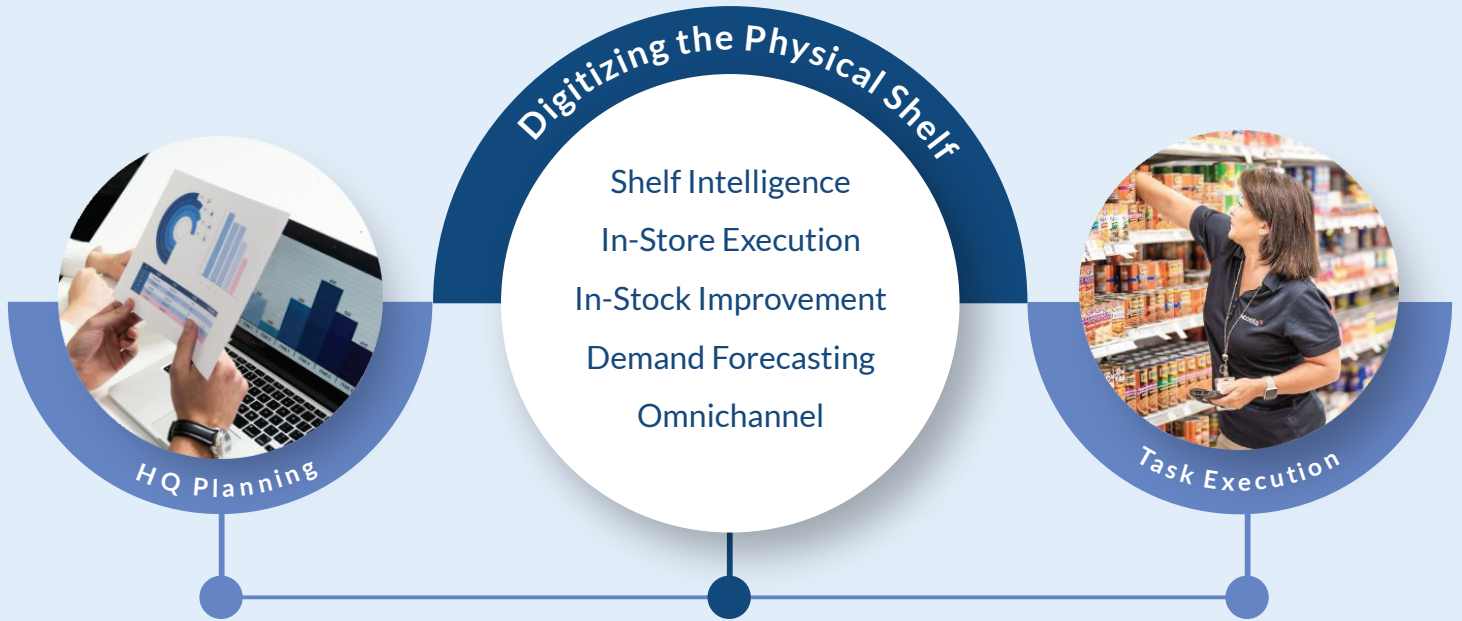 Digitizing the Physical Shelf
Shelf Intelligence
In-Store Execution
In-Stock Improvement
Demand Forecasting
Omnichannel
HQ Planning
Task Execution